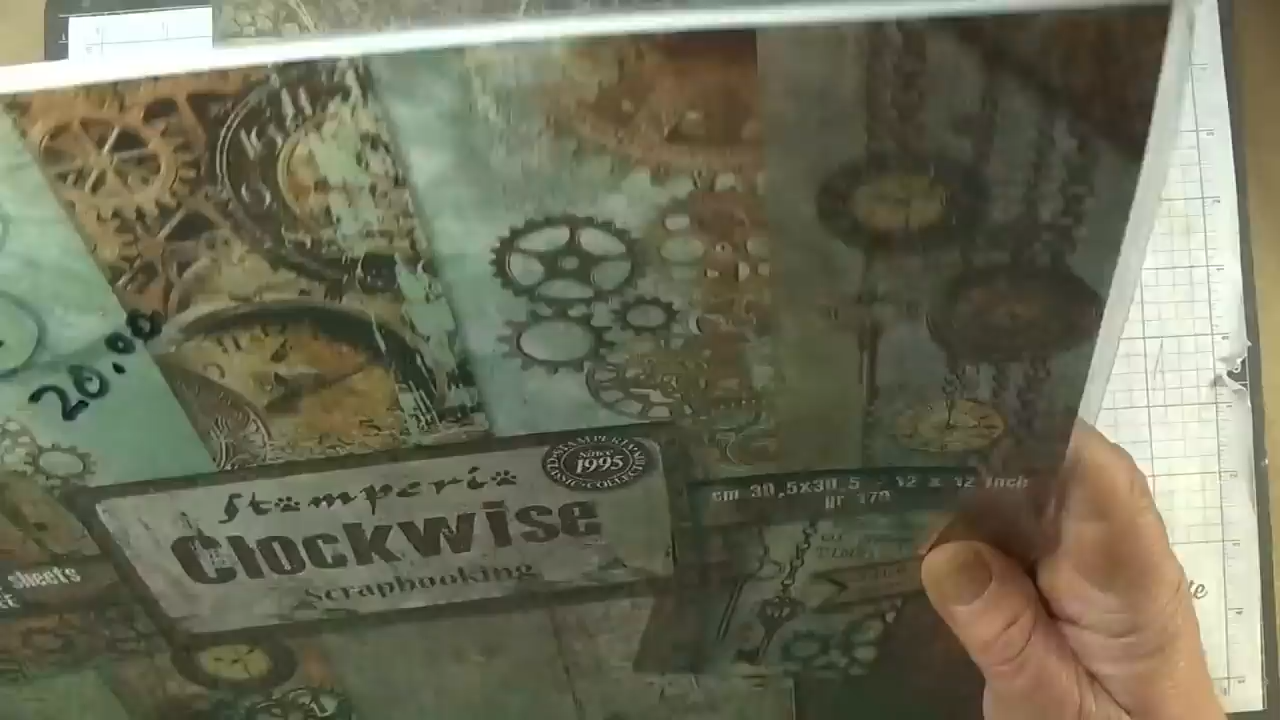 20.00
Stamperia
Since
1995
Clockwise
Scrapbooking
cm 30,5x30,5 - 12 x 12 inch
gr 170
sheets